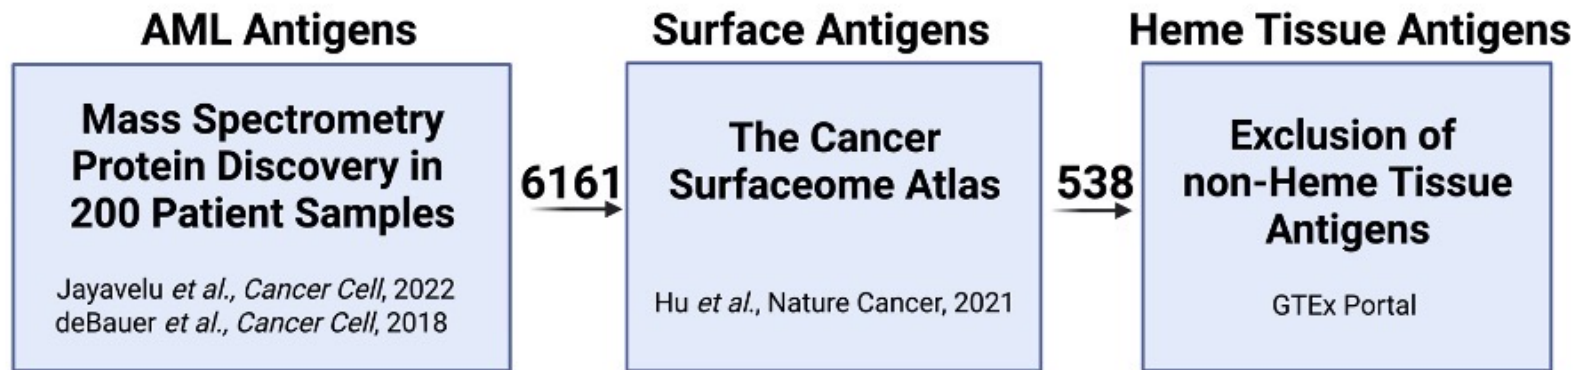 AML Antigens
Mass Spectrometry
Protein Discovery in
200 Patient Samples
Jayavelu et al., Cancer Cell, 2022
deBauer et al., Cancer Cell, 2018
6161
Surface Antigens
The Cancer
Surfaceome Atlas
Hu et al., Nature Cancer, 2021
538
Heme Tissue Antigens
Exclusion of
non-Heme Tissue
Antigens
GTEx Portal